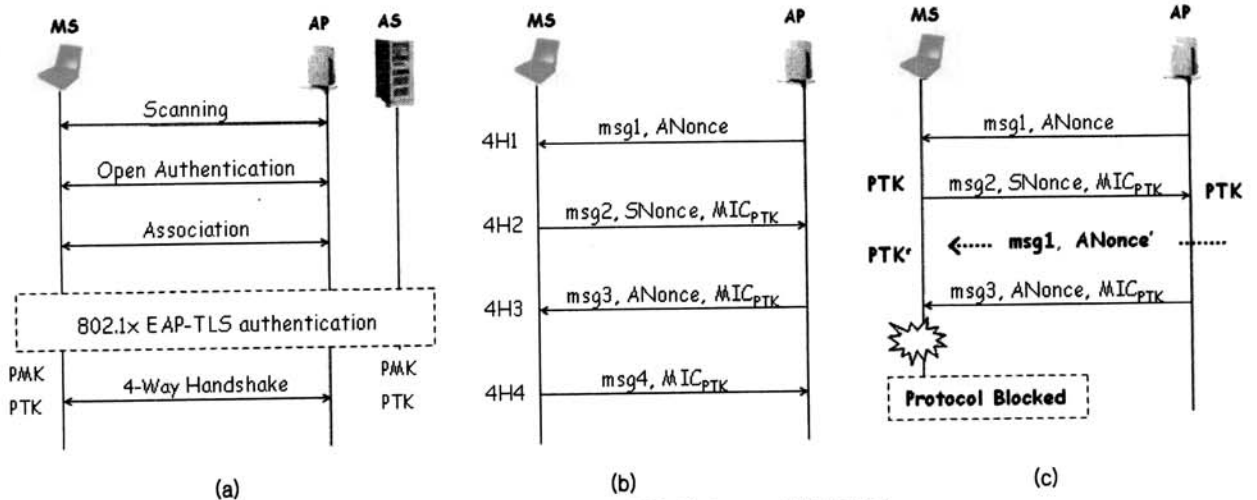 MS AP AS
Scanning
Open Authentication
Association
802.1x EAP-TLS authentication
PMK PMK
4-Way Handshake
PTK PTK
(a)
MS AP
4H1 msg1, ANonce
4H2 msg2, SNonce, MIC_PTK
4H3 msg3, ANonce, MIC_PTK
4H4 msg4, MIC_PTK
(b)
MS AP
msg1, ANonce
PTK msg2, SNonce, MIC_PTK PTK
PTK' msg1, ANonce'
msg3, ANonce, MIC_PTK
Protocol Blocked
(c)